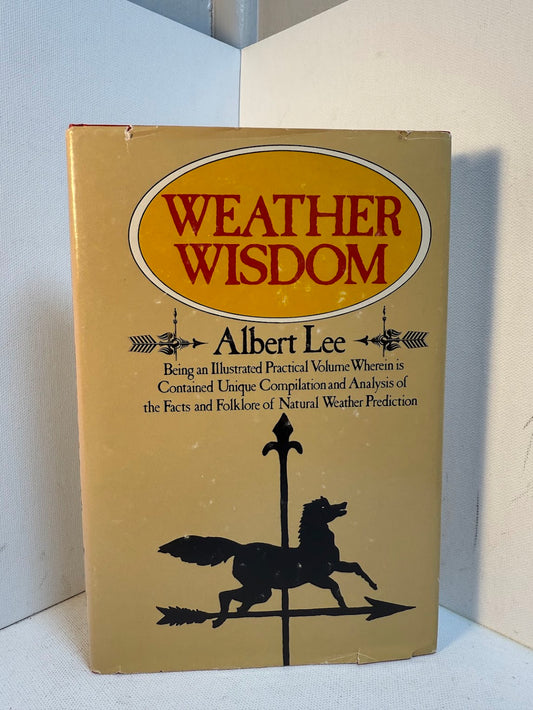 WEATHER
WISDOM
Albert Lee
Being an Illustrated Practical Volume Wherein is
Contained Unique Compilation and Analysis of
the Facts and Folklore of Natural Weather Prediction